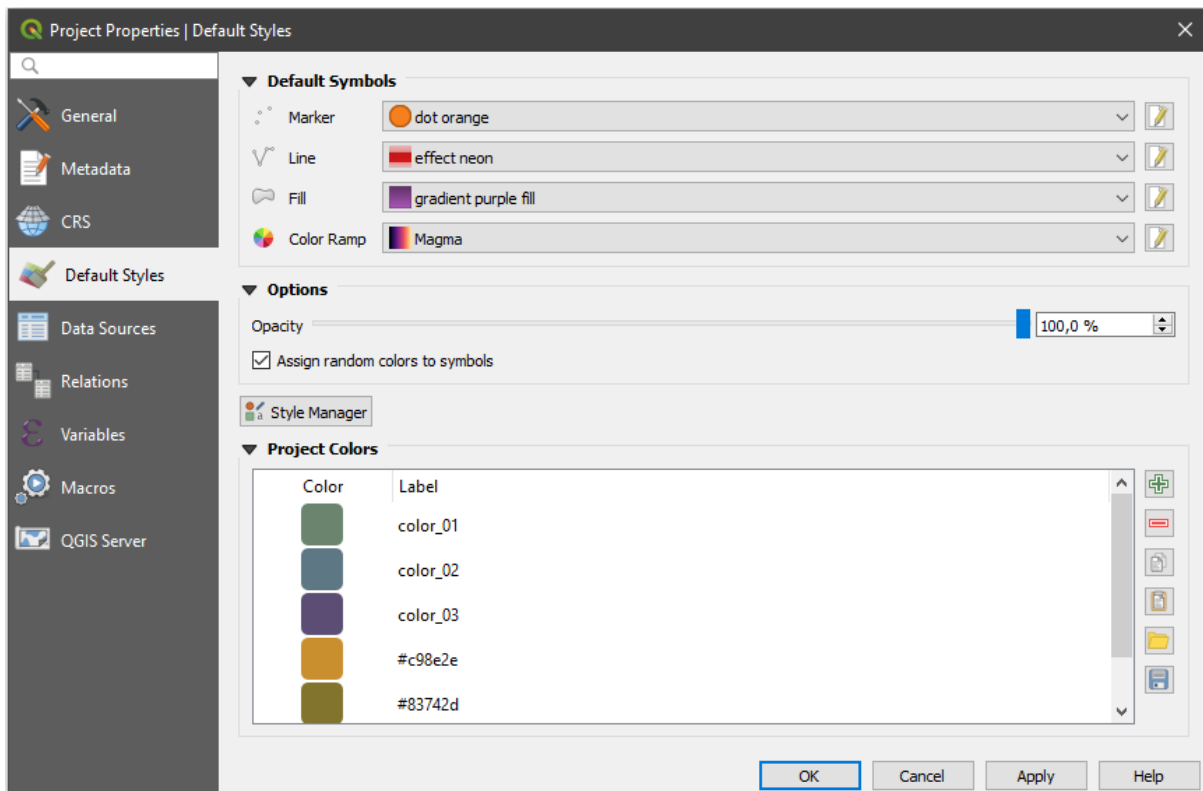 Project Properties | Default Styles
General
Metadata
CRS
Default Styles
Data Sources
Relations
Variables
Macros
QGIS Server
Default Symbols
Marker dot orange
Line effect neon
Fill gradient purple fill
Color Ramp Magma
Options
Opacity 100,0 %
Assign random colors to symbols
Style Manager
Project Colors
Color Label
color_01
color_02
color_03
#c98e2e
#83742d
OK Cancel Apply Help